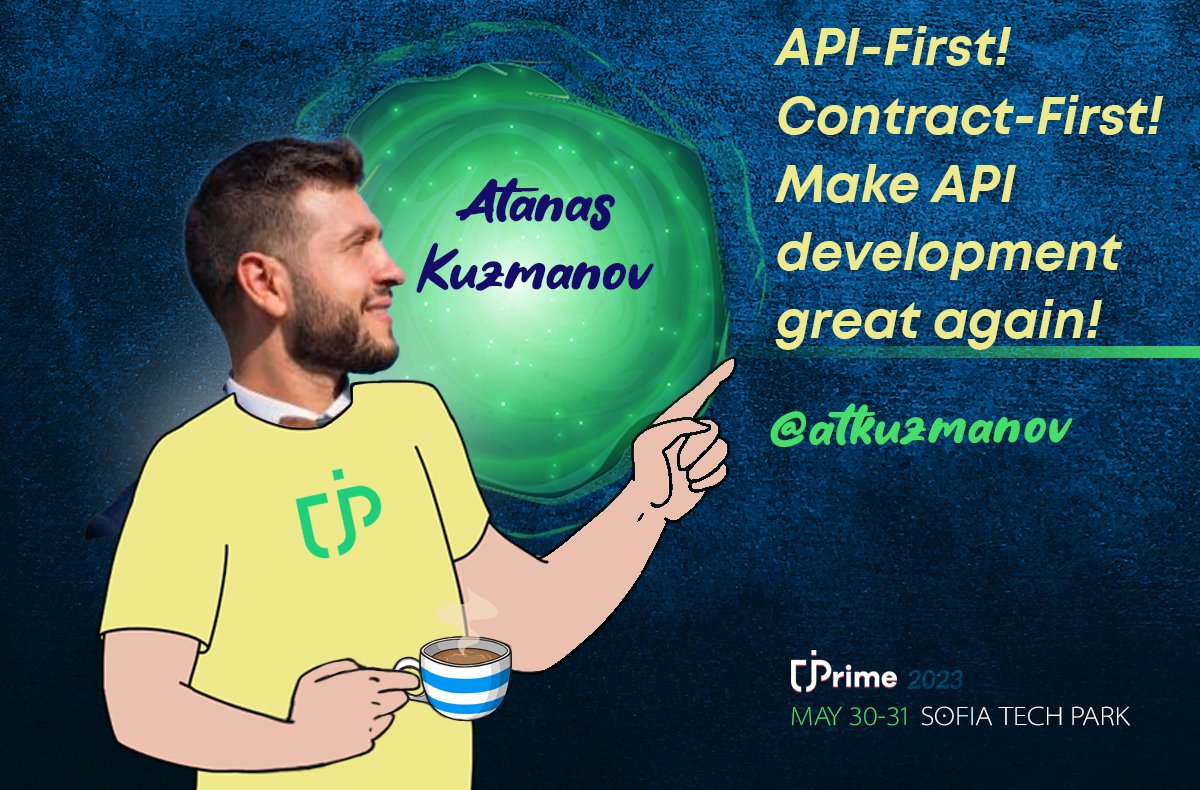 API-First!
Contract-First!
Make API
development
great again!
Atanas
Kuzmanov
@atkuzmanov
jP
jPrime 2023
MAY 30-31 SOFIA TECH PARK